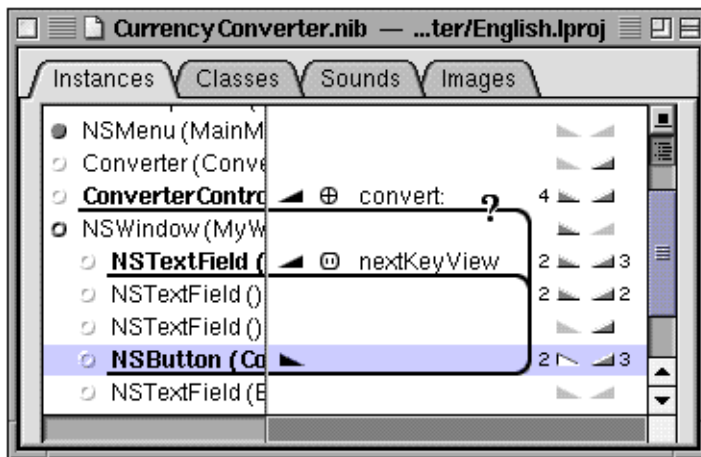 CurrencyConverter.nib — ...ter/English.lproj
Instances Classes Sounds Images
NSMenu (MainM
Converter (Conve
ConverterContro convert: ? 4
NSWindow (MyW
NSTextField ( nextKeyView 2 3
NSTextField () 2 2
NSTextField ()
NSButton (Co 2 3
NSTextField (E